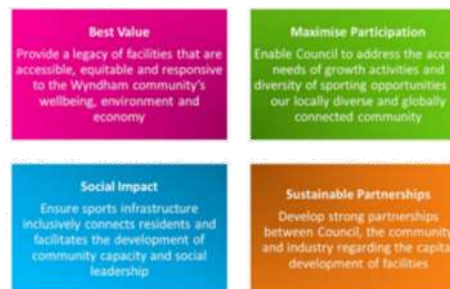 Best Value
Provide a legacy of facilities that are
accessible, equitable and responsive
to the Wyndham community's
wellbeing, environment and
economy
Maximise Participation
Enable Council to address the acce
needs of growth activities and
diversity of sporting opportunities
our locally diverse and globally
connected community
Social Impact
Ensure sports infrastructure
inclusively connects residents and
facilitates the development of
community capacity and social
leadership
Sustainable Partnerships
Develop strong partnerships
between Council, the community
and industry regarding the capita
development of facilities